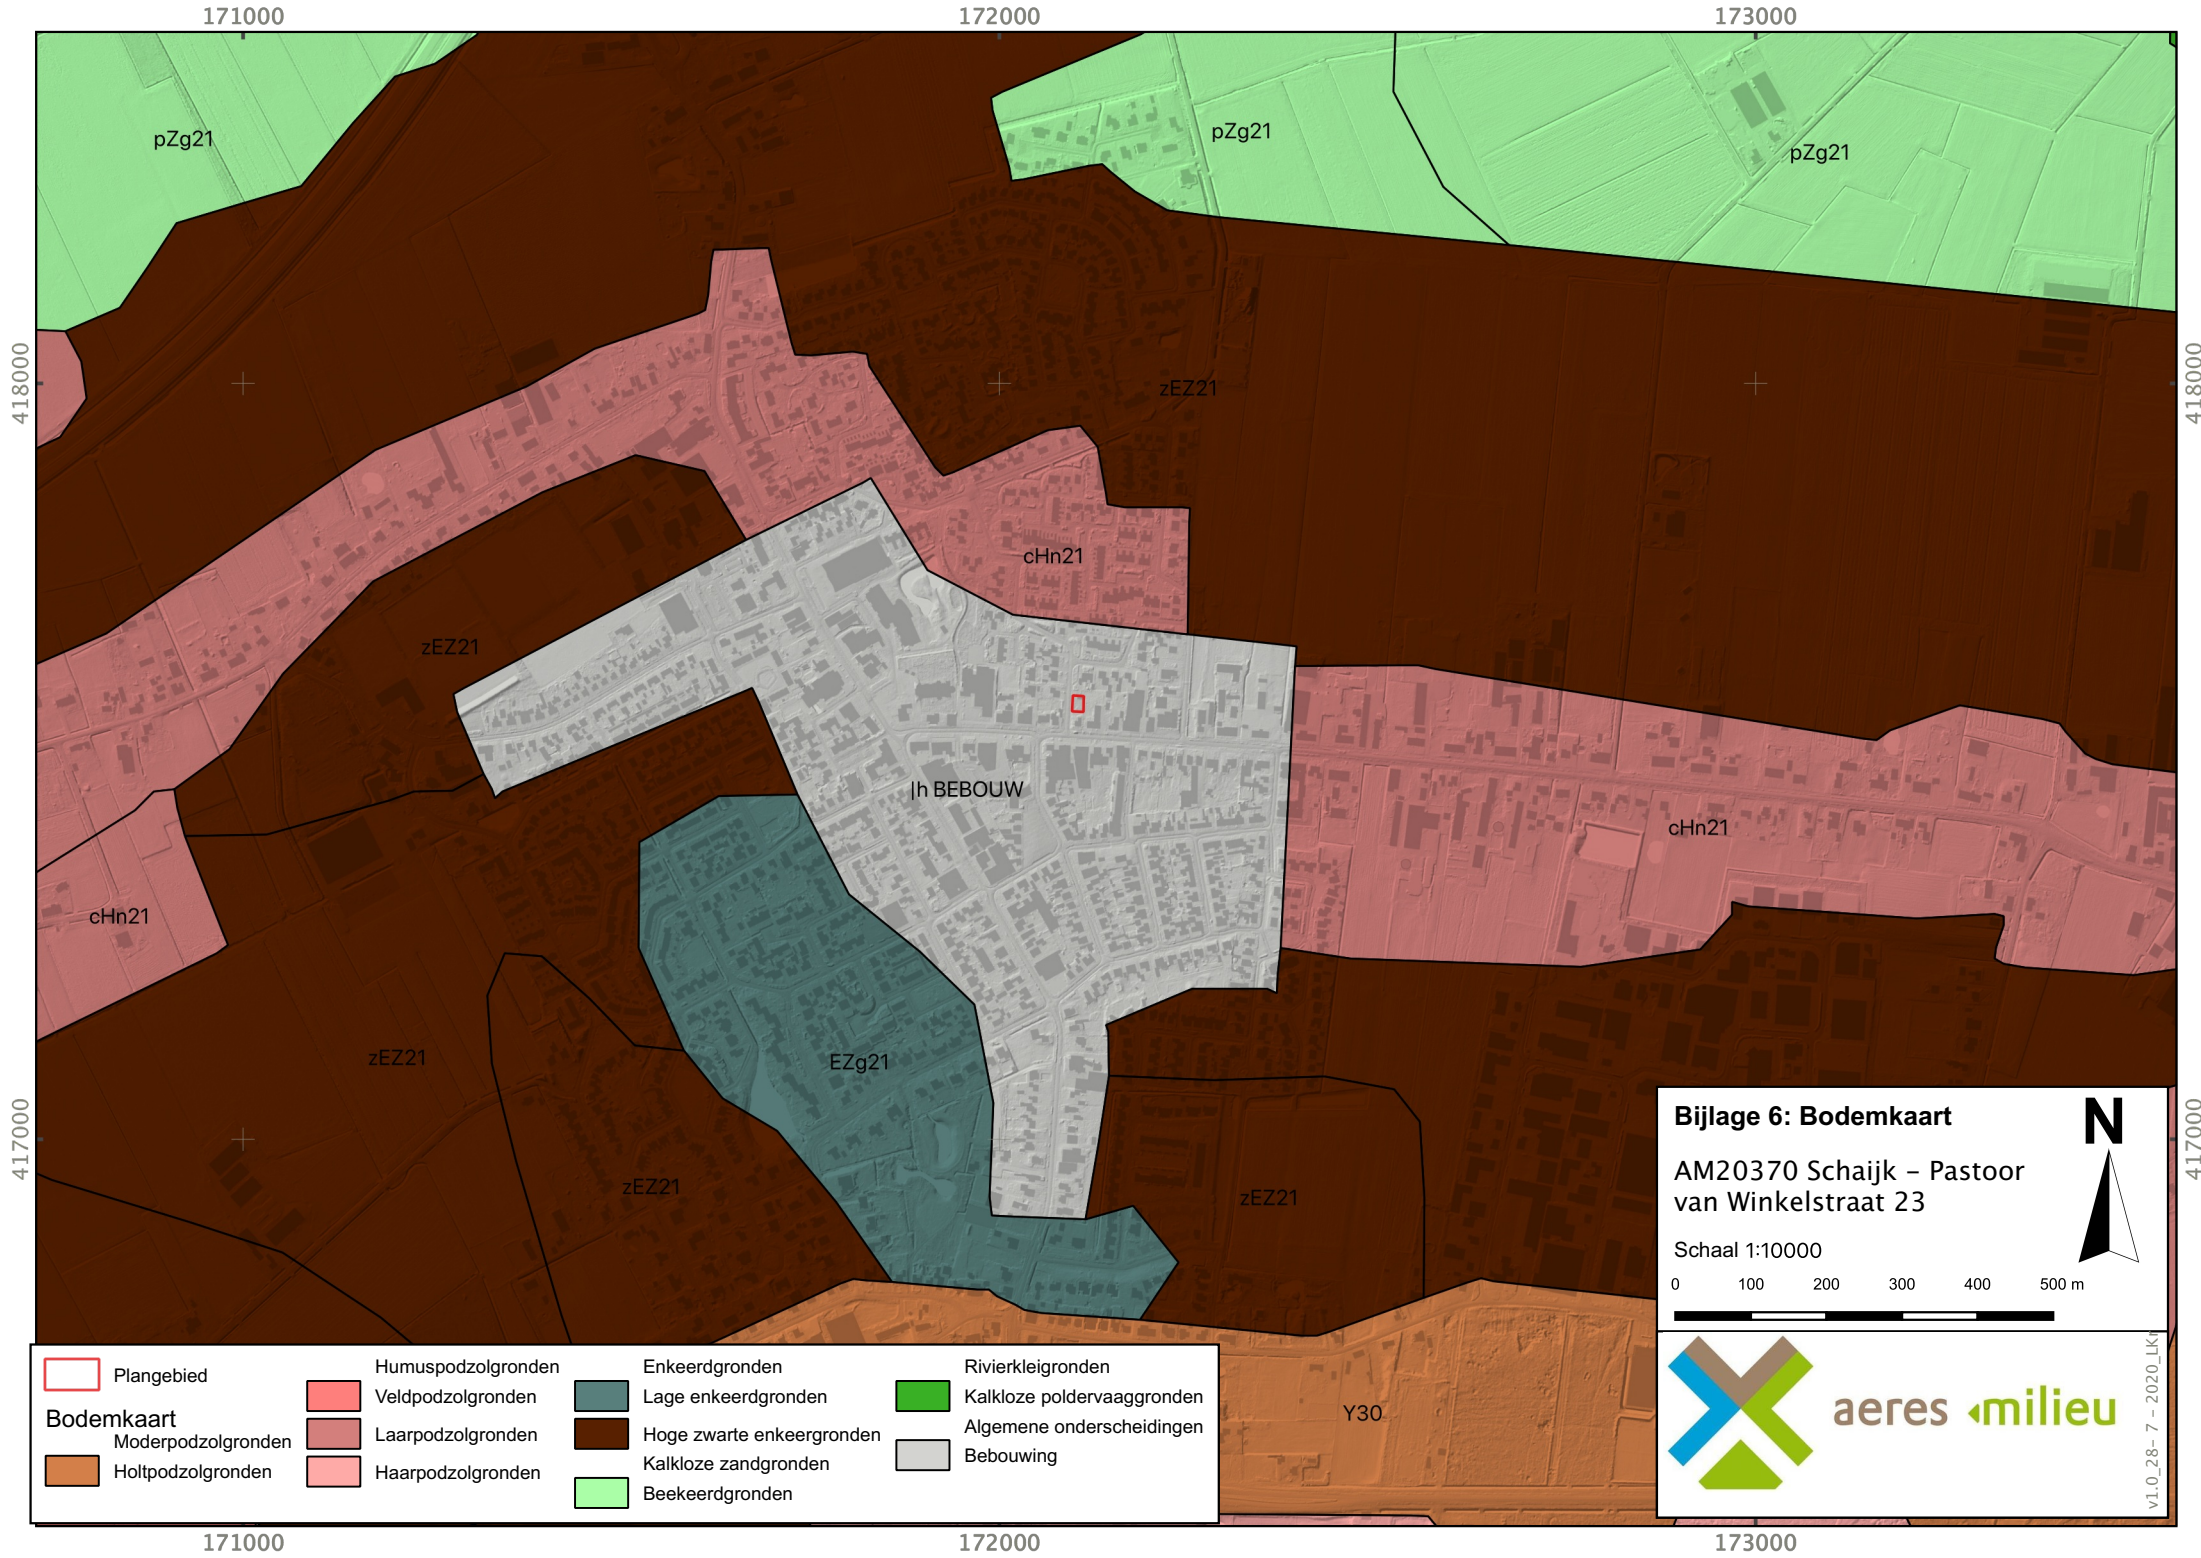 171000
172000
173000
pZg21
pZg21
pZg21
418000
418000
zEZ21
cHn21
zEZ21
|h BEBOUW
cHn21
cHn21
zEZ21
EZg21
417000
417000
zEZ21
zEZ21
Y30
Bijlage 6: Bodemkaart
N
AM20370 Schaijk - Pastoor
van Winkelstraat 23
Schaal 1:10000
0 100 200 300 400 500 m
aeres milieu
v1.0_28- 7 - 2020_LKr
Plangebied
Bodemkaart
Moderpodzolgronden
Holtpodzolgronden
Humuspodzolgronden
Veldpodzolgronden
Laarpodzolgronden
Haarpodzolgronden
Enkeerdgronden
Lage enkeerdgronden
Hoge zwarte enkeergronden
Kalkloze zandgronden
Beekeerdgronden
Rivierkleigronden
Kalkloze poldervaaggronden
Algemene onderscheidingen
Bebouwing
171000
172000
173000